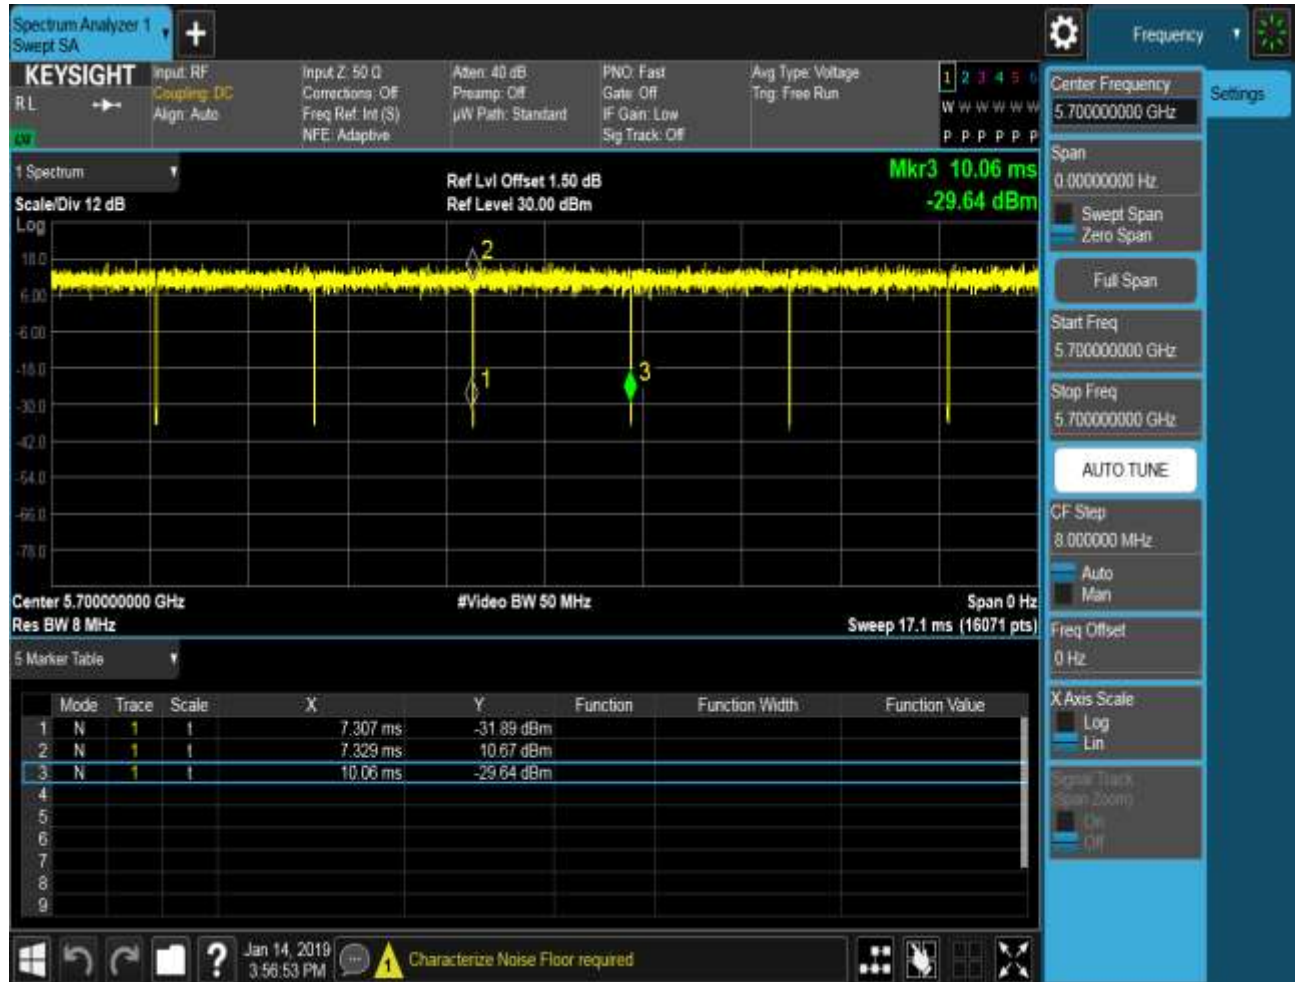 Spectrum Analyzer 1
Swept SA
+
Frequency
KEYSIGHT
RL
Input: RF
Coupling: DC
Align: Auto
Input Z: 50 Ω
Corrections: Off
Freq Ref: Int (S)
NFE: Adaptive
Atten: 40 dB
Preamp: Off
µW Path: Standard
PNO: Fast
Gate: Off
IF Gain: Low
Sig Track: Off
Avg Type: Voltage
Trig: Free Run
1 2 3 4 5 6
W W W W W W
P P P P P P
1 Spectrum
Scale/Div 12 dB
Log
Ref Lvl Offset 1.50 dB
Ref Level 30.00 dBm
Mkr3 10.06 ms
-29.64 dBm
18.0
6.00
-6.00
-18.0
-30.0
-42.0
-54.0
-66.0
-78.0
2
1
3
Center 5.700000000 GHz
#Video BW 50 MHz
Span 0 Hz
Res BW 8 MHz
Sweep 17.1 ms (16071 pts)
5 Marker Table
Mode Trace Scale X Y Function Function Width Function Value
1 N 1 t 7.307 ms -31.89 dBm
2 N 1 t 7.329 ms 10.67 dBm
3 N 1 t 10.06 ms -29.64 dBm
4
5
6
7
8
9
?
Jan 14, 2019
3:56:53 PM
Characterize Noise Floor required
Center Frequency
5.700000000 GHz
Settings
Span
0.00000000 Hz
Swept Span
Zero Span
Full Span
Start Freq
5.700000000 GHz
Stop Freq
5.700000000 GHz
AUTO TUNE
CF Step
8.000000 MHz
Auto
Man
Freq Offset
0 Hz
X Axis Scale
Log
Lin
Signal Track
(Span Zoom)
On
Off